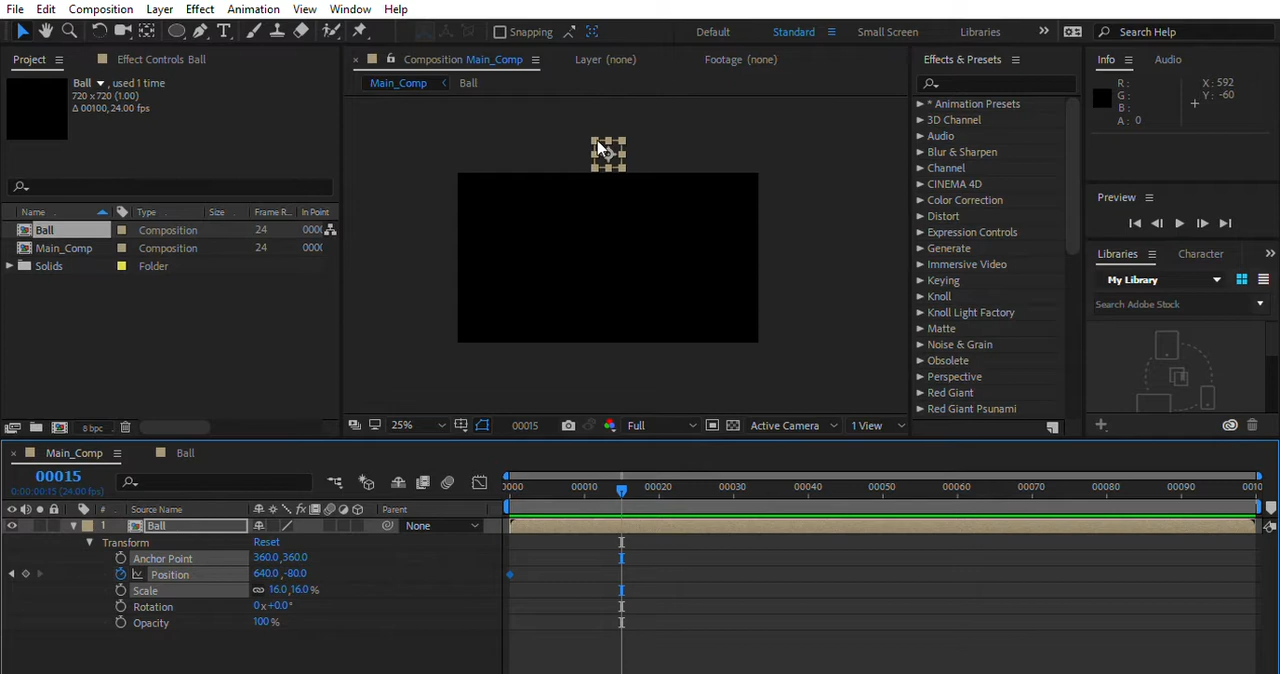 File Edit Composition Layer Effect Animation View Window Help
Snapping Default Standard Small Screen Libraries Search Help
Project Effect Controls Ball
Ball, used 1 time
720 x 720 (1.00)
Δ 00100, 24.00 fps
Name Type Size Frame R... In Point
Ball Composition 24 0000
Main_Comp Composition 24 0000
Solids Folder
8 bpc
Composition Main_Comp Layer (none) Footage (none)
Main_Comp Ball
25% 00015 Full Active Camera 1 View
Effects & Presets
* Animation Presets
3D Channel
Audio
Blur & Sharpen
Channel
CINEMA 4D
Color Correction
Distort
Expression Controls
Generate
Immersive Video
Keying
Knoll
Knoll Light Factory
Matte
Noise & Grain
Obsolete
Perspective
Red Giant
Red Giant Psunami
Info Audio
R: X: 592
G: Y: -60
B:
A: 0
Preview
Libraries Character
My Library
Search Adobe Stock
Main_Comp Ball
00015
0:00:00:15 (24.00 fps)
# Source Name Parent
1 Ball None
Transform Reset
Anchor Point 360.0,360.0
Position 640.0,-80.0
Scale 16.0,16.0%
Rotation 0x+0.0°
Opacity 100%
0000 00010 00020 00030 00040 00050 00060 00070 00080 00090 0010